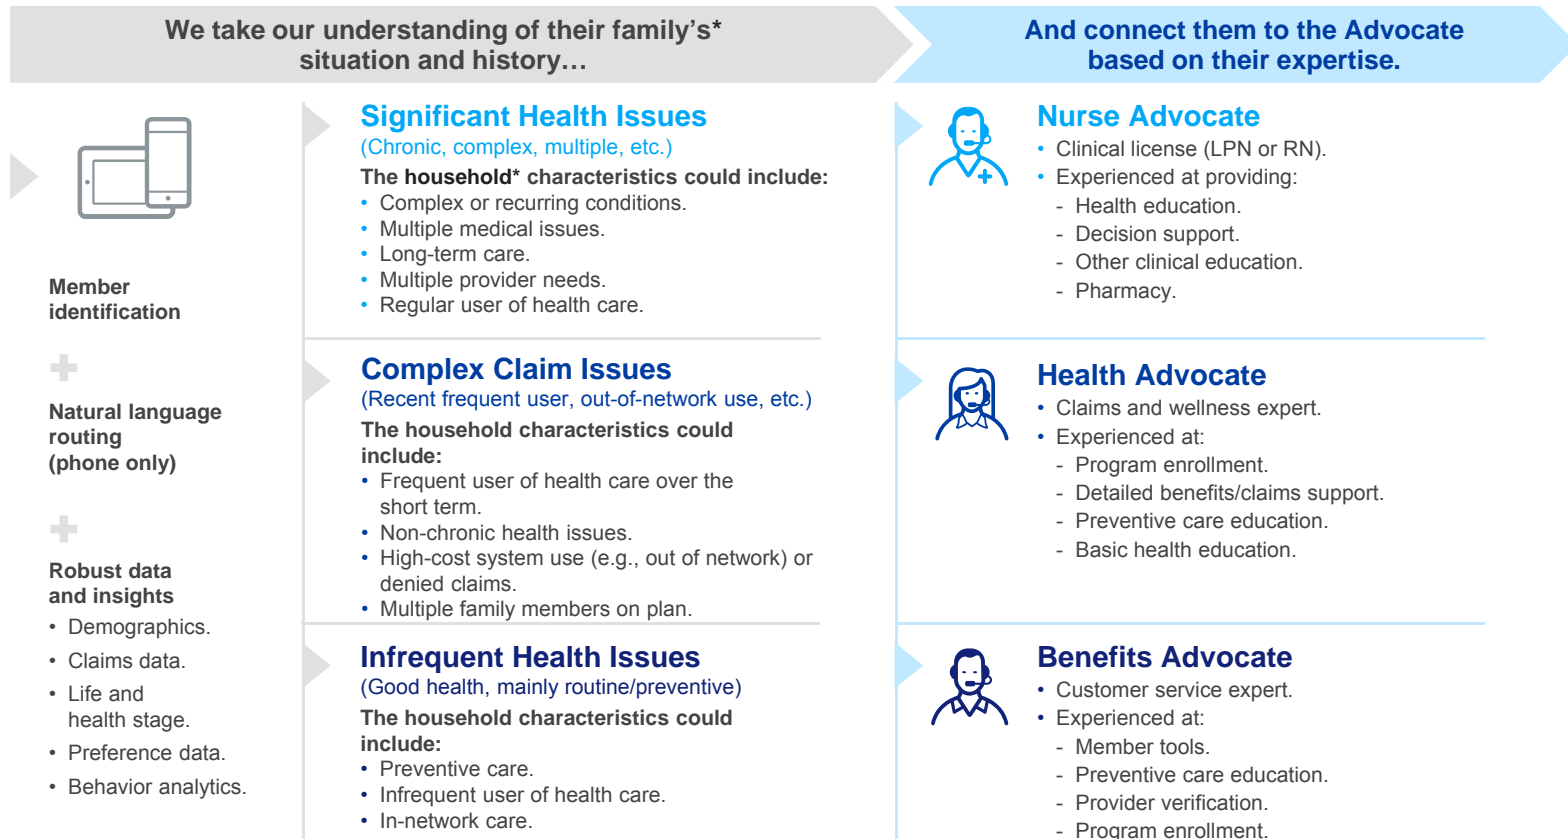 We take our understanding of their family's*
situation and history…
And connect them to the Advocate
based on their expertise.
Member
identification
Natural language
routing
(phone only)
Robust data
and insights
• Demographics.
• Claims data.
• Life and
health stage.
• Preference data.
• Behavior analytics.
Significant Health Issues
(Chronic, complex, multiple, etc.)
The household* characteristics could include:
• Complex or recurring conditions.
• Multiple medical issues.
• Long-term care.
• Multiple provider needs.
• Regular user of health care.
Nurse Advocate
• Clinical license (LPN or RN).
• Experienced at providing:
- Health education.
- Decision support.
- Other clinical education.
- Pharmacy.
Complex Claim Issues
(Recent frequent user, out-of-network use, etc.)
The household characteristics could
include:
• Frequent user of health care over the
short term.
• Non-chronic health issues.
• High-cost system use (e.g., out of network) or
denied claims.
• Multiple family members on plan.
Health Advocate
• Claims and wellness expert.
• Experienced at:
- Program enrollment.
- Detailed benefits/claims support.
- Preventive care education.
- Basic health education.
Infrequent Health Issues
(Good health, mainly routine/preventive)
The household characteristics could
include:
• Preventive care.
• Infrequent user of health care.
• In-network care.
Benefits Advocate
• Customer service expert.
• Experienced at:
- Member tools.
- Preventive care education.
- Provider verification.
- Program enrollment.